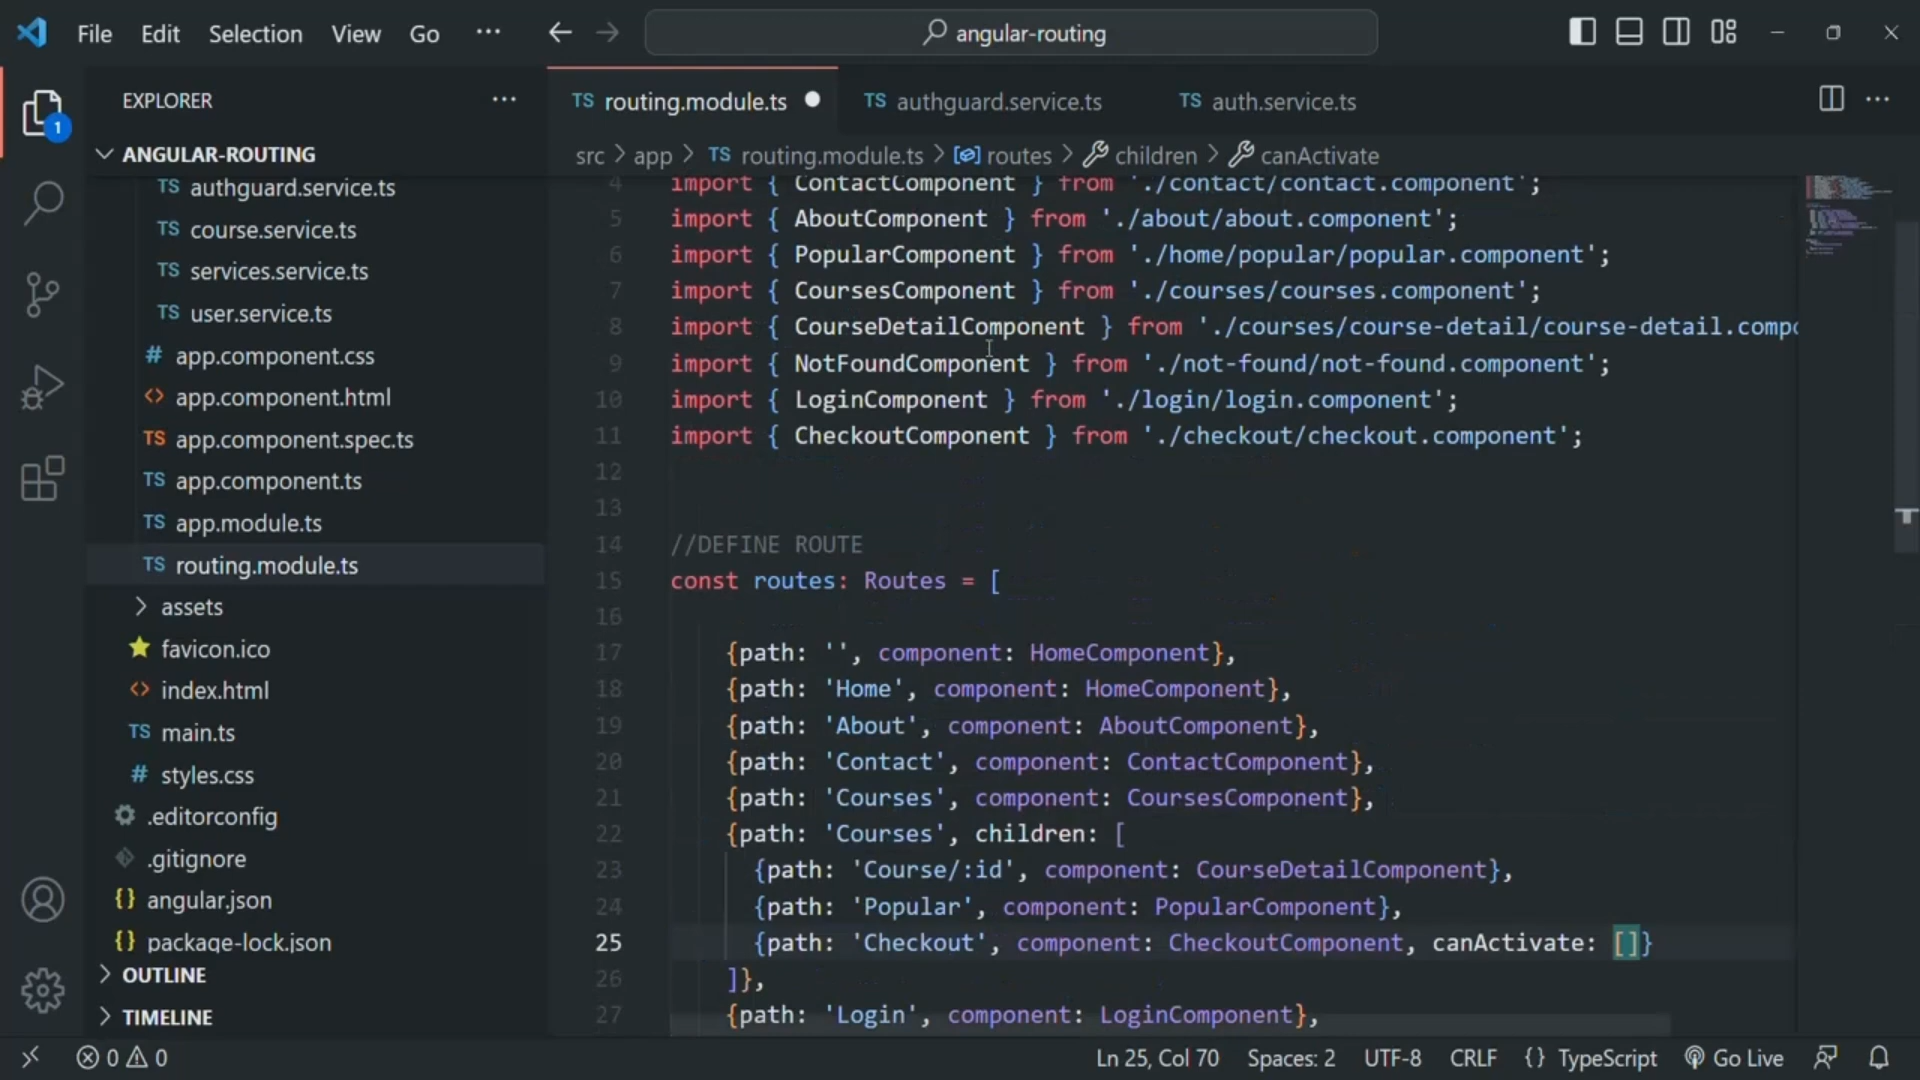 File Edit Selection View Go ··· angular-routing
EXPLORER ···
ANGULAR-ROUTING
TS authguard.service.ts
TS course.service.ts
TS services.service.ts
TS user.service.ts
# app.component.css
<> app.component.html
TS app.component.spec.ts
TS app.component.ts
TS app.module.ts
TS routing.module.ts
assets
favicon.ico
<> index.html
TS main.ts
# styles.css
.editorconfig
.gitignore
{} angular.json
{} package-lock.json
OUTLINE
TIMELINE
1
TS routing.module.ts TS authguard.service.ts TS auth.service.ts ···
src > app > TS routing.module.ts > routes > children > canActivate
4 import { ContactComponent } from './contact/contact.component';
5 import { AboutComponent } from './about/about.component';
6 import { PopularComponent } from './home/popular/popular.component';
7 import { CoursesComponent } from './courses/courses.component';
8 import { CourseDetailComponent } from './courses/course-detail/course-detail.compo
9 import { NotFoundComponent } from './not-found/not-found.component';
10 import { LoginComponent } from './login/login.component';
11 import { CheckoutComponent } from './checkout/checkout.component';
12
13
14 //DEFINE ROUTE
15 const routes: Routes = [
16
17 {path: '', component: HomeComponent},
18 {path: 'Home', component: HomeComponent},
19 {path: 'About', component: AboutComponent},
20 {path: 'Contact', component: ContactComponent},
21 {path: 'Courses', component: CoursesComponent},
22 {path: 'Courses', children: [
23 {path: 'Course/:id', component: CourseDetailComponent},
24 {path: 'Popular', component: PopularComponent},
25 {path: 'Checkout', component: CheckoutComponent, canActivate: []}
26 ]},
27 {path: 'Login', component: LoginComponent},
0 0 Ln 25, Col 70 Spaces: 2 UTF-8 CRLF {} TypeScript Go Live